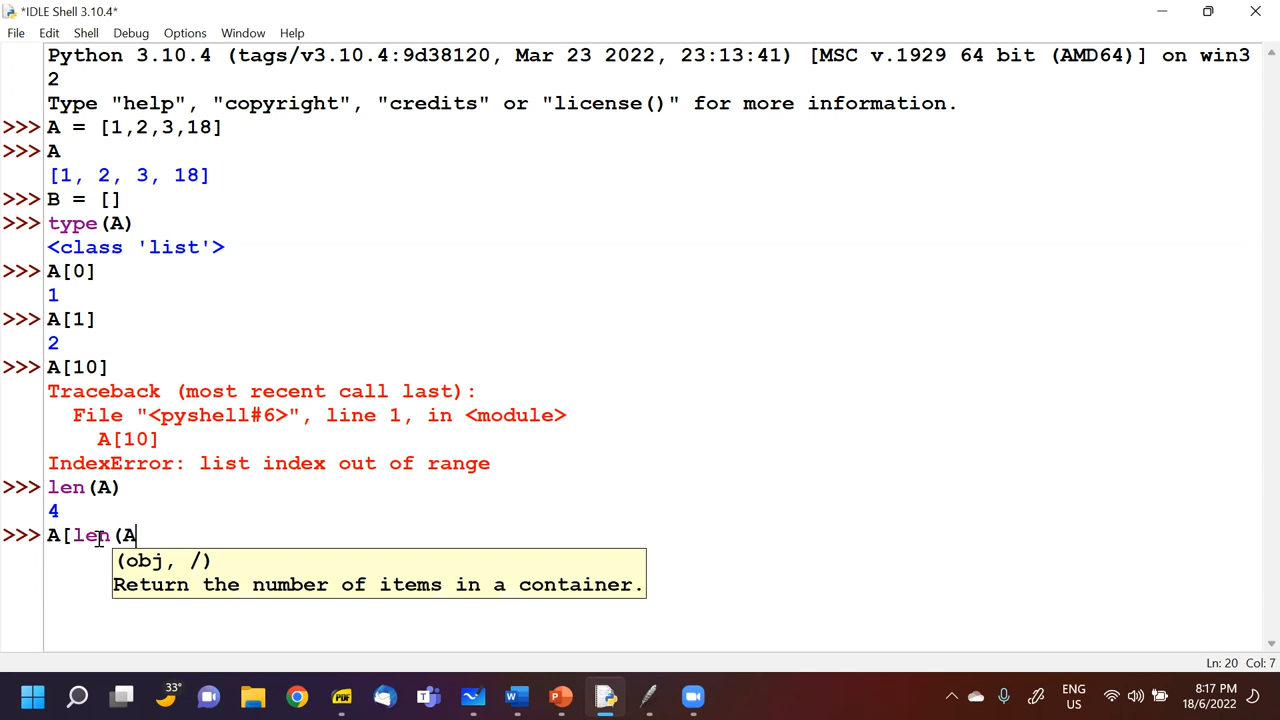 *IDLE Shell 3.10.4*
File Edit Shell Debug Options Window Help
Python 3.10.4 (tags/v3.10.4:9d38120, Mar 23 2022, 23:13:41) [MSC v.1929 64 bit (AMD64)] on win3
2
Type "help", "copyright", "credits" or "license()" for more information.
>>> A = [1,2,3,18]
>>> A
[1, 2, 3, 18]
>>> B = []
>>> type(A)
<class 'list'>
>>> A[0]
1
>>> A[1]
2
>>> A[10]
Traceback (most recent call last):
File "<pyshell#6>", line 1, in <module>
A[10]
IndexError: list index out of range
>>> len(A)
4
>>> A[len(A
(obj, /)
Return the number of items in a container.
Ln: 20 Col: 7
33°
PDF
ENG
US
8:17 PM
18/6/2022